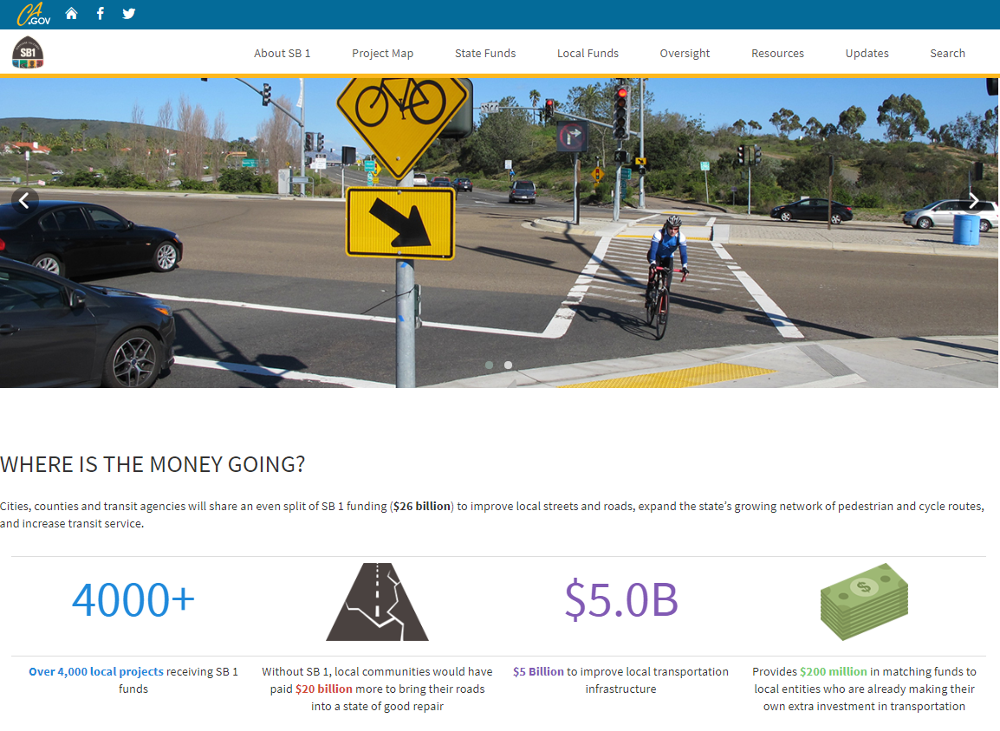 CA.GOV
SB1
About SB 1
Project Map
State Funds
Local Funds
Oversight
Resources
Updates
Search
WHERE IS THE MONEY GOING?
Cities, counties and transit agencies will share an even split of SB 1 funding ($26 billion) to improve local streets and roads, expand the state’s growing network of pedestrian and cycle routes,
and increase transit service.
4000+
$5.0B
$
Over 4,000 local projects receiving SB 1
funds
Without SB 1, local communities would have
paid $20 billion more to bring their roads
into a state of good repair
$5 Billion to improve local transportation
infrastructure
Provides $200 million in matching funds to
local entities who are already making their
own extra investment in transportation